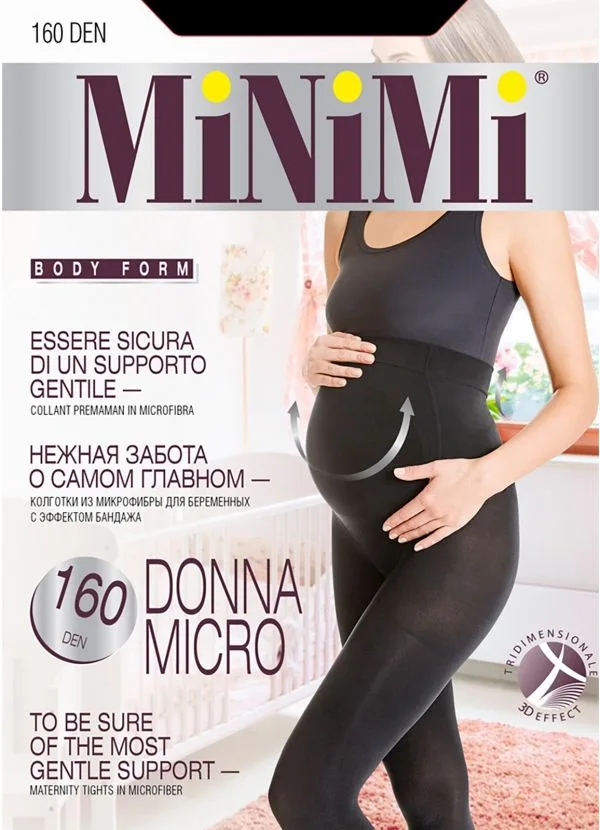 160 DEN
MiNiMi®
BODY FORM
ESSERE SICURA
DI UN SUPPORTO
GENTILE —
COLLANT PREMAMAN IN MICROFIBRA
НЕЖНАЯ ЗАБОТА
О САМОМ ГЛАВНОМ —
КОЛГОТКИ ИЗ МИКРОФИБРЫ ДЛЯ БЕРЕМЕННЫХ
С ЭФФЕКТОМ БАНДАЖА
160
DEN
DONNA
MICRO
TRIDIMENSIONALE
3D EFFECT
TO BE SURE
OF THE MOST
GENTLE SUPPORT —
MATERNITY TIGHTS IN MICROFIBER